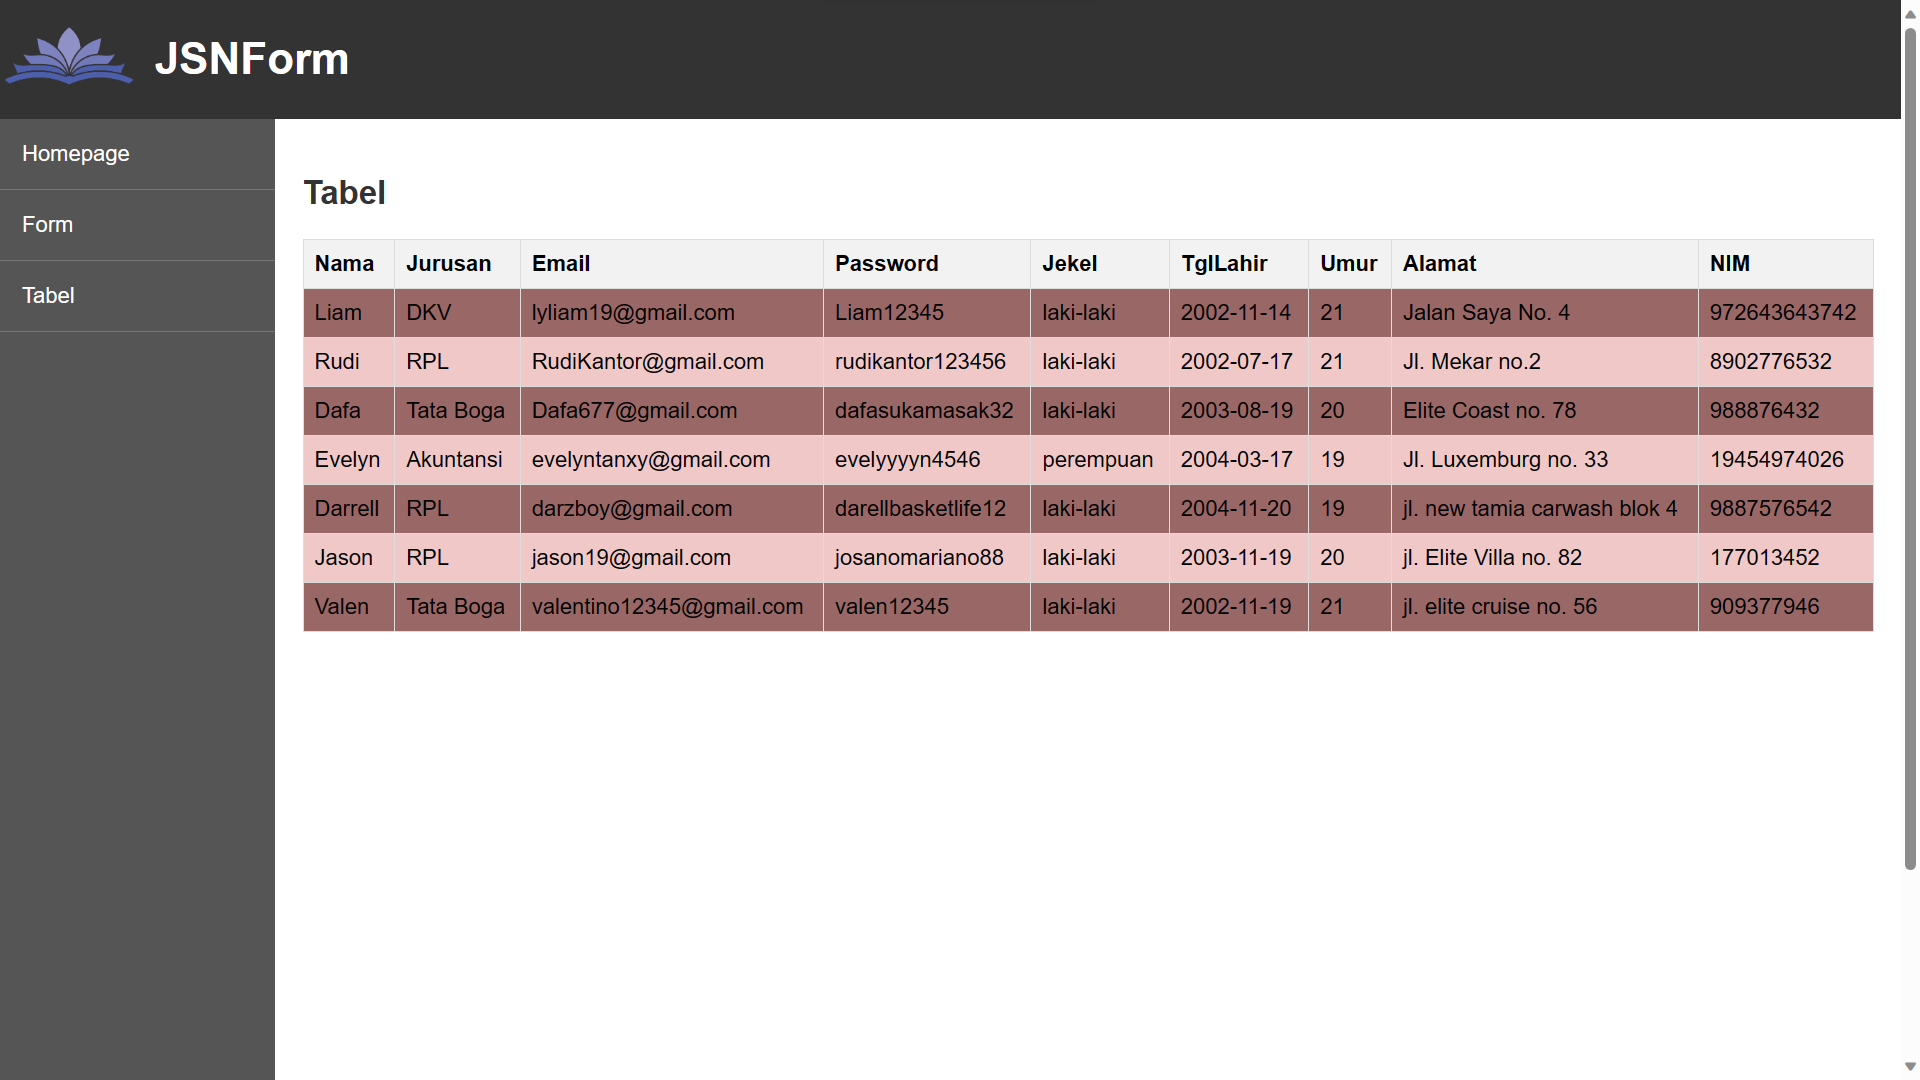 JSNForm
Homepage
Form
Tabel
Tabel
Nama Jurusan Email Password Jekel TglLahir Umur Alamat NIM
Liam DKV lyliam19@gmail.com Liam12345 laki-laki 2002-11-14 21 Jalan Saya No. 4 972643643742
Rudi RPL RudiKantor@gmail.com rudikantor123456 laki-laki 2002-07-17 21 Jl. Mekar no.2 8902776532
Dafa Tata Boga Dafa677@gmail.com dafasukamasak32 laki-laki 2003-08-19 20 Elite Coast no. 78 988876432
Evelyn Akuntansi evelyntanxy@gmail.com evelyyyyn4546 perempuan 2004-03-17 19 Jl. Luxemburg no. 33 19454974026
Darrell RPL darzboy@gmail.com darellbasketlife12 laki-laki 2004-11-20 19 jl. new tamia carwash blok 4 9887576542
Jason RPL jason19@gmail.com josanomariano88 laki-laki 2003-11-19 20 jl. Elite Villa no. 82 177013452
Valen Tata Boga valentino12345@gmail.com valen12345 laki-laki 2002-11-19 21 jl. elite cruise no. 56 909377946